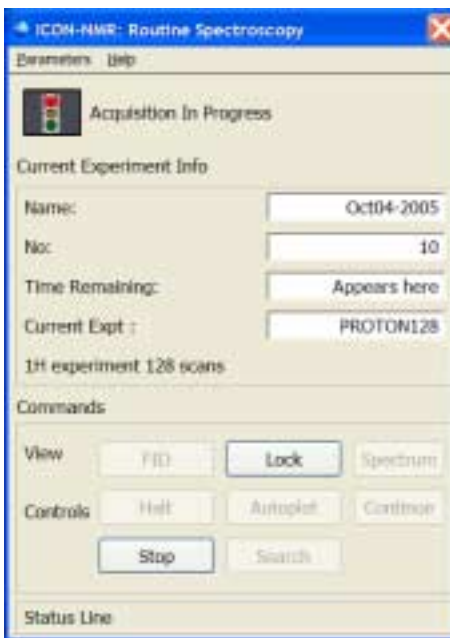 ICON-NMR: Routine Spectroscopy
Parameters Help
Acquisition In Progress
Current Experiment Info
Name: Oct04-2005
No: 10
Time Remaining: Appears here
Current Expt : PROTON128
1H experiment 128 scans
Commands
View FID Lock Spectrum
Controls Halt Autoplot Continue
Stop Search
Status Line